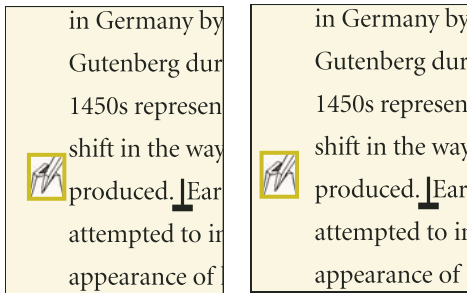 in Germany by
Gutenberg dur
1450s represen
shift in the way
produced. Ear
attempted to in
appearance of
in Germany by
Gutenberg dur
1450s represen
shift in the way
produced. Ear
attempted to in
appearance of